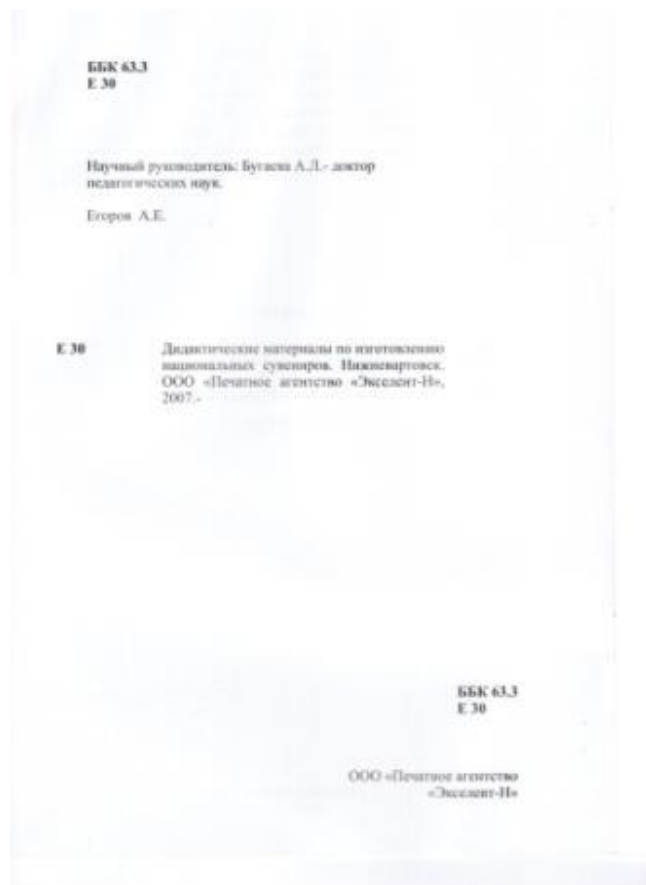 ББК 63.3
Е 30
Научный руководитель: Бугаева А.Л.- доктор
педагогических наук.
Егоров А.Е.
Е 30 Дидактические материалы по изготовлению
национальных сувениров. Нижневартовск.
ООО «Печатное агентство «Экселент-Н»,
2007.-
ББК 63.3
Е 30
ООО «Печатное агентство
«Экселент-Н»